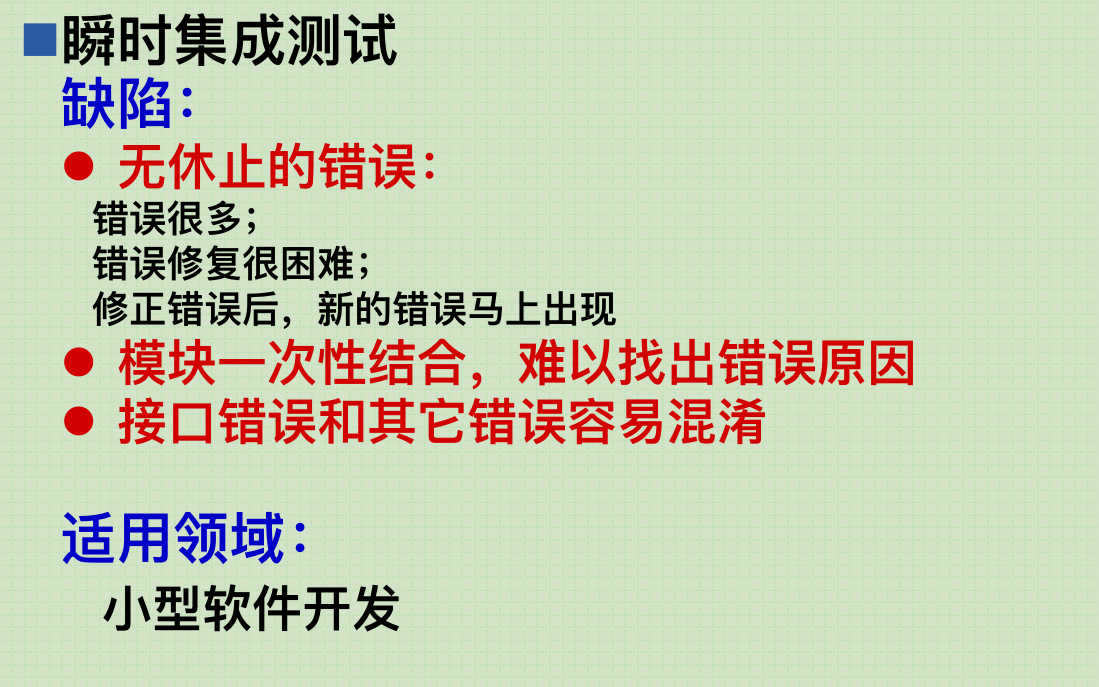 瞬时集成测试
缺陷：
● 无休止的错误：
错误很多；
错误修复很困难；
修正错误后，新的错误马上出现
● 模块一次性结合，难以找出错误原因
● 接口错误和其它错误容易混淆
适用领域：
小型软件开发